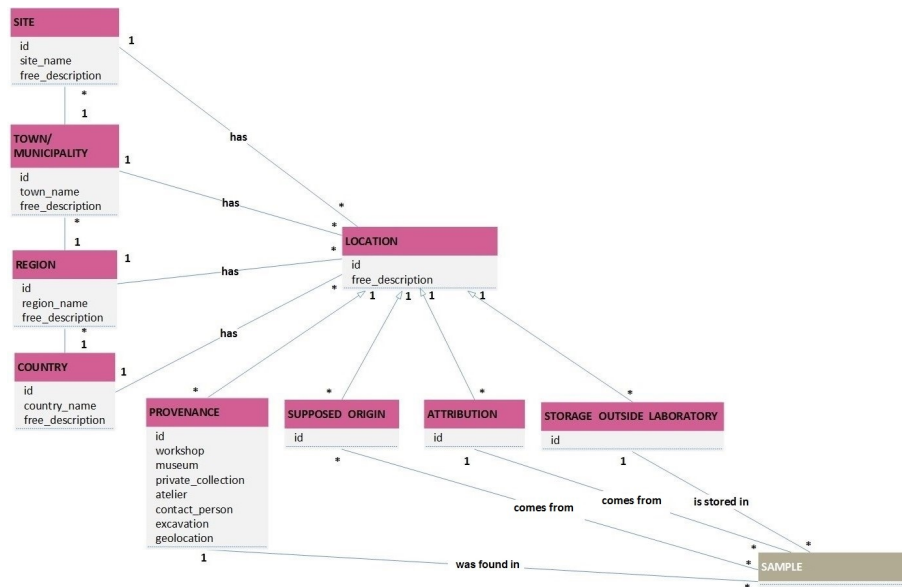 SITE
id
site_name
free_description
1
*
1
TOWN/
MUNICIPALITY
id
town_name
free_description
1
*
1
REGION
id
region_name
free_description
1
*
1
COUNTRY
id
country_name
free_description
1
has
has
has
has
*
*
*
*
LOCATION
id
free_description
1
1
1
1
*
*
*
*
PROVENANCE
id
workshop
museum
private_collection
atelier
contact_person
excavation
geolocation
1
SUPPOSED ORIGIN
id
*
ATTRIBUTION
id
1
STORAGE OUTSIDE LABORATORY
id
1
comes from
comes from
is stored in
was found in
*
*
*
*
SAMPLE